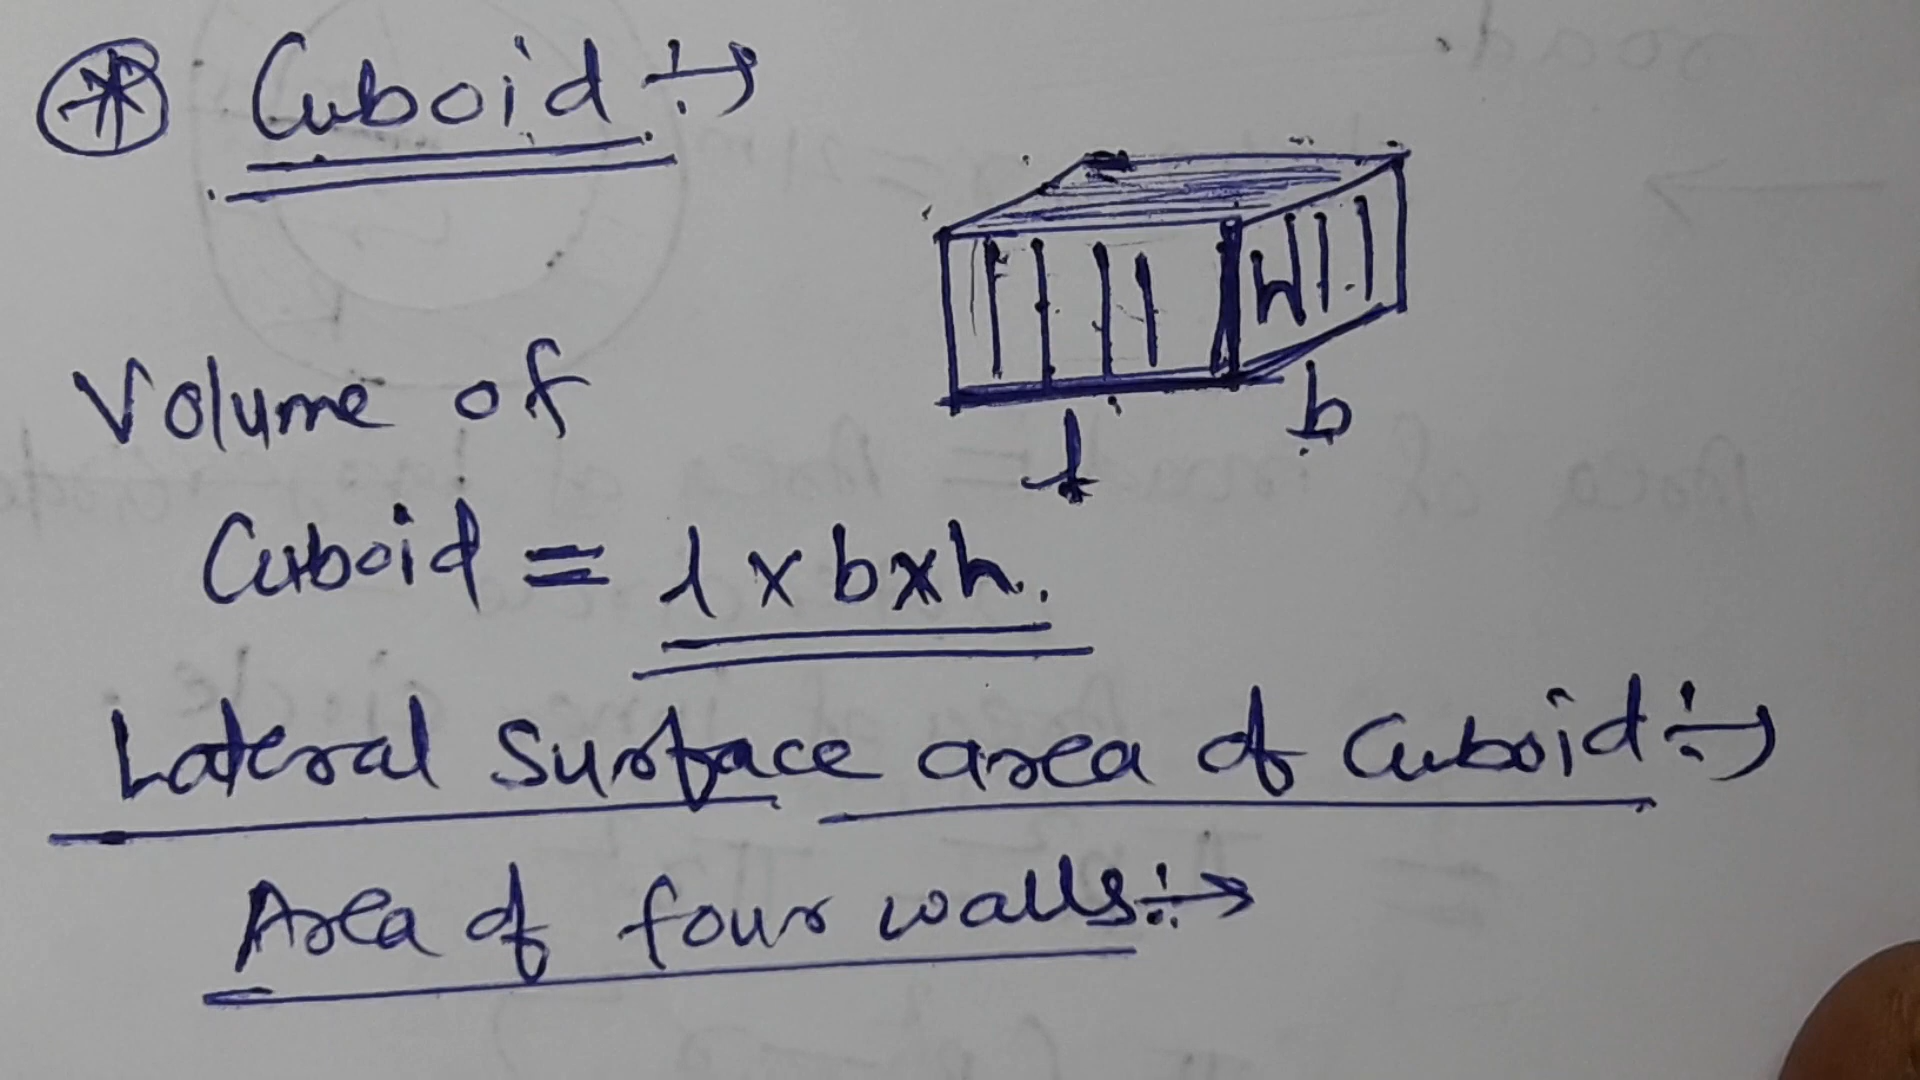 * Cuboid :→
h
l
b
Volume of
Cuboid = l x b x h.
Lateral surface area of Cuboid :→
Area of four walls :→